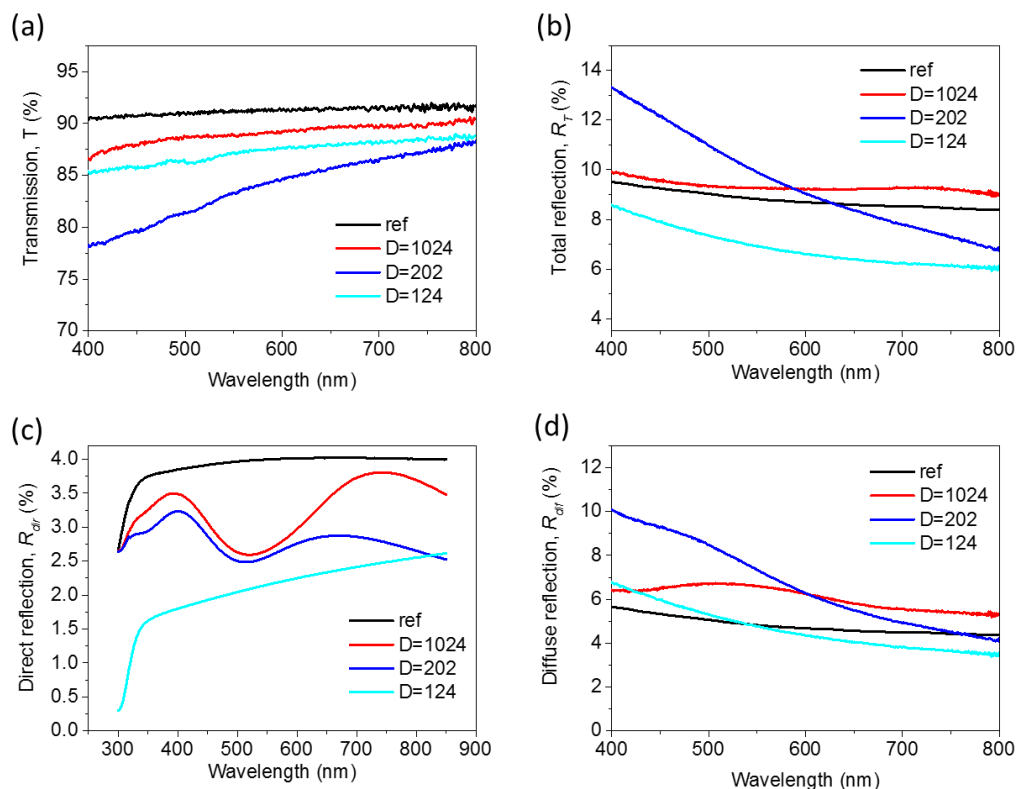 (a)
95
90
85
80
75
70
Transmission, T (%)
400 500 600 700 800
Wavelength (nm)
ref
D=1024
D=202
D=124
(b)
14
12
10
8
6
4
Total reflection, R_T (%)
400 500 600 700 800
Wavelength (nm)
ref
D=1024
D=202
D=124
(c)
4.0
3.5
3.0
2.5
2.0
1.5
1.0
0.5
0.0
Direct reflection, R_dir (%)
300 400 500 600 700 800 900
Wavelength (nm)
ref
D=1024
D=202
D=124
(d)
12
10
8
6
4
2
0
Diffuse reflection, R_dif (%)
400 500 600 700 800
Wavelength (nm)
ref
D=1024
D=202
D=124